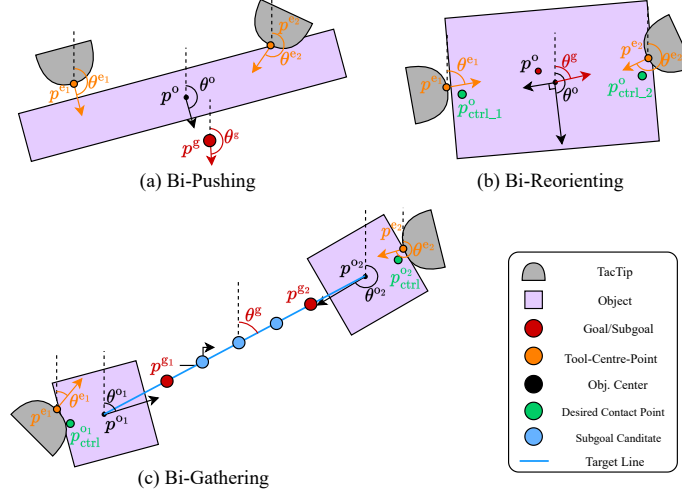 p^{e_1} θ^{e_1} p^o θ^o p^{e_2} θ^{e_2}
p^g θ^g
(a) Bi-Pushing
p^{e_1} θ^{e_1} p^o θ^g θ^o p^{e_2} θ^{e_2}
p^o_{ctrl_1} p^o_{ctrl_2}
(b) Bi-Reorienting
p^{e_2} θ^{e_2}
p^{o_2} p^{o_2}_{ctrl}
p^{g_2} θ^{o_2}
θ^g
p^{g_1}
p^{e_1} θ^{e_1} θ^{o_1}
p^{o_1}_{ctrl} p^{o_1}
(c) Bi-Gathering
TacTip
Object
Goal/Subgoal
Tool-Centre-Point
Obj. Center
Desired Contact Point
Subgoal Canditate
Target Line